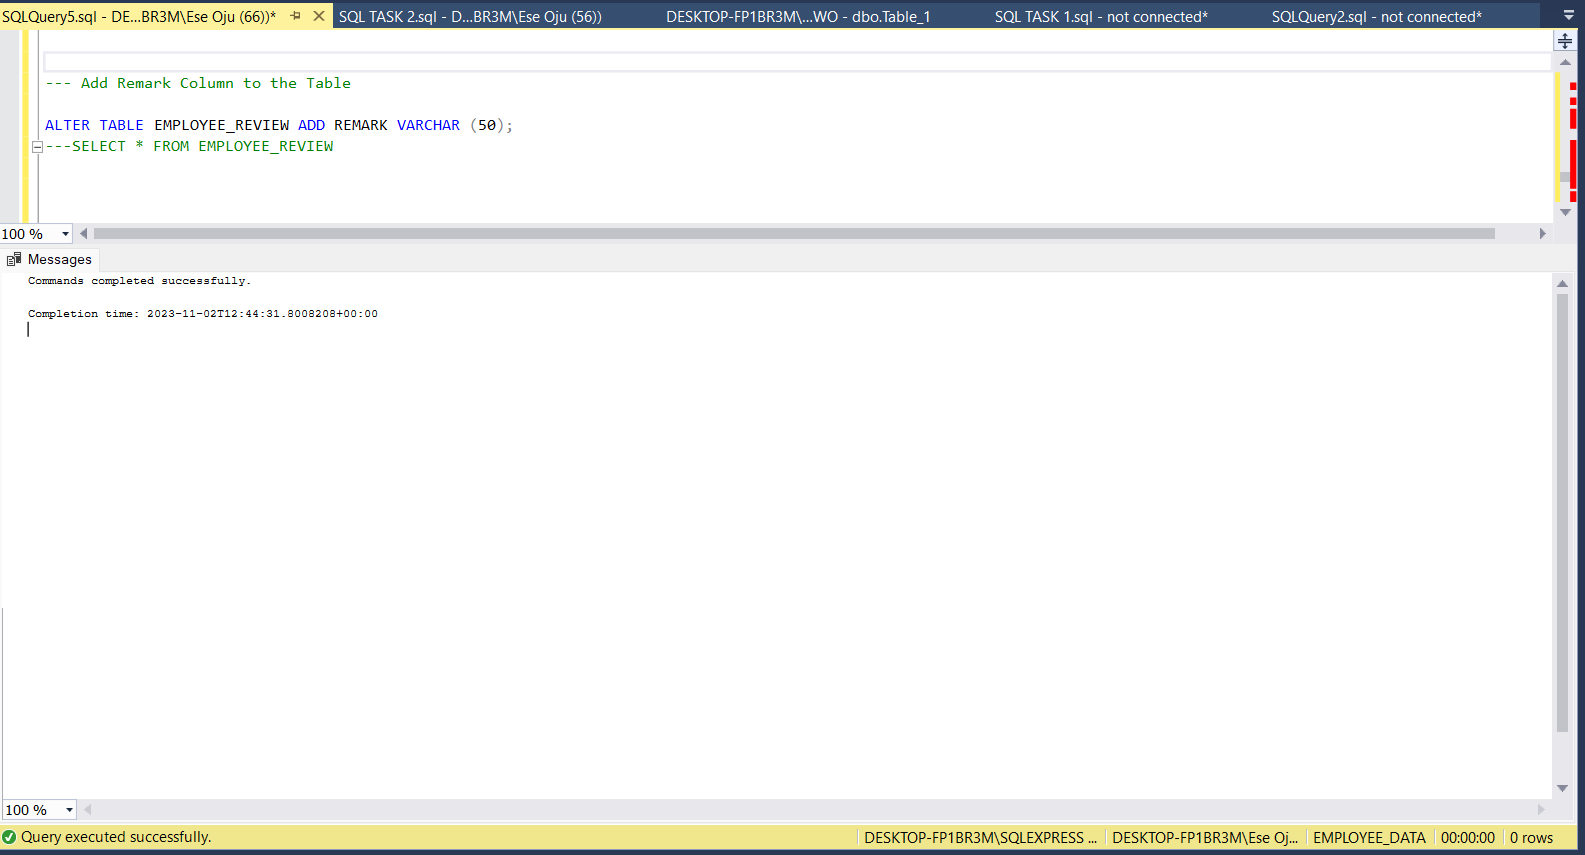 SQLQuery5.sql - DE...BR3M\Ese Oju (66))* SQL TASK 2.sql - D...BR3M\Ese Oju (56)) DESKTOP-FP1BR3M\...WO - dbo.Table_1 SQL TASK 1.sql - not connected* SQLQuery2.sql - not connected*
--- Add Remark Column to the Table
ALTER TABLE EMPLOYEE_REVIEW ADD REMARK VARCHAR (50);
---SELECT * FROM EMPLOYEE_REVIEW
100 %
Messages
Commands completed successfully.
Completion time: 2023-11-02T12:44:31.8008208+00:00
100 %
Query executed successfully. DESKTOP-FP1BR3M\SQLEXPRESS ... DESKTOP-FP1BR3M\Ese Oj... EMPLOYEE_DATA 00:00:00 0 rows